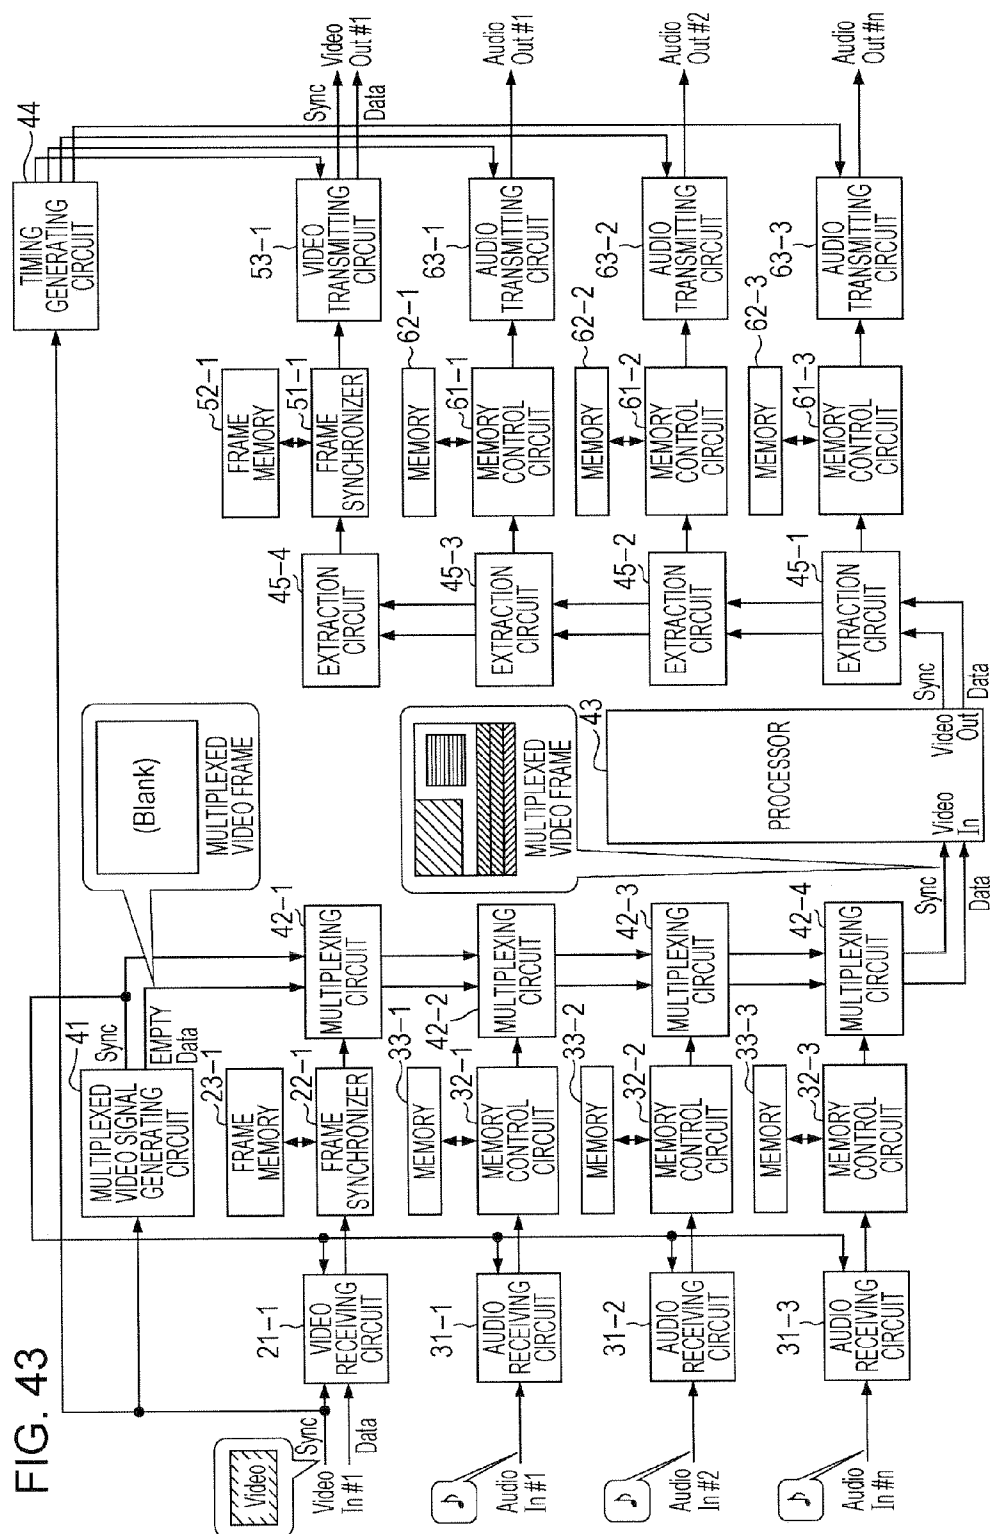 FIG. 43
Video
Video
In #1
Sync
Data
21-1
VIDEO
RECEIVING
CIRCUIT
41
MULTIPLEXED
VIDEO SIGNAL
GENERATING
CIRCUIT
Sync
EMPTY
Data
(Blank)
MULTIPLEXED
VIDEO FRAME
23-1
FRAME
MEMORY
22-1
FRAME
SYNCHRONIZER
42-1
MULTIPLEXING
CIRCUIT
44
TIMING
GENERATING
CIRCUIT
45-4
EXTRACTION
CIRCUIT
52-1
FRAME
MEMORY
51-1
FRAME
SYNCHRONIZER
53-1
VIDEO
TRANSMITTING
CIRCUIT
Sync
Data
Video
Out #1
♪
Audio
In #1
31-1
AUDIO
RECEIVING
CIRCUIT
33-1
MEMORY
32-1
MEMORY
CONTROL
CIRCUIT
42-2
MULTIPLEXING
CIRCUIT
MULTIPLEXED
VIDEO FRAME
45-3
EXTRACTION
CIRCUIT
62-1
MEMORY
61-1
MEMORY
CONTROL
CIRCUIT
63-1
AUDIO
TRANSMITTING
CIRCUIT
Audio
Out #1
♪
Audio
In #2
31-2
AUDIO
RECEIVING
CIRCUIT
33-2
MEMORY
32-2
MEMORY
CONTROL
CIRCUIT
42-3
MULTIPLEXING
CIRCUIT
45-2
EXTRACTION
CIRCUIT
62-2
MEMORY
61-2
MEMORY
CONTROL
CIRCUIT
63-2
AUDIO
TRANSMITTING
CIRCUIT
Audio
Out #2
♪
Audio
In #n
31-3
AUDIO
RECEIVING
CIRCUIT
33-3
MEMORY
32-3
MEMORY
CONTROL
CIRCUIT
42-4
MULTIPLEXING
CIRCUIT
Sync
Data
43
PROCESSOR
Video
In
Video
Out
Sync
Data
45-1
EXTRACTION
CIRCUIT
62-3
MEMORY
61-3
MEMORY
CONTROL
CIRCUIT
63-3
AUDIO
TRANSMITTING
CIRCUIT
Audio
Out #n